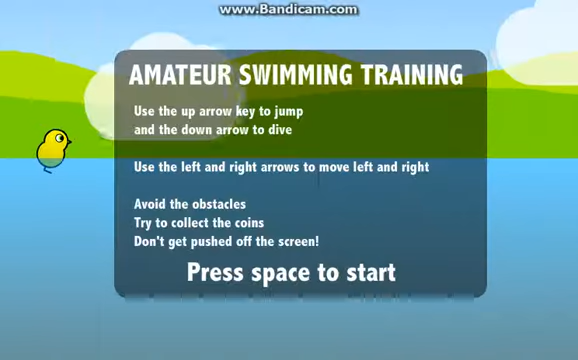 www.Bandicam.com
AMATEUR SWIMMING TRAINING
Use the up arrow key to jump
and the down arrow to dive
Use the left and right arrows to move left and right
Avoid the obstacles
Try to collect the coins
Don't get pushed off the screen!
Press space to start